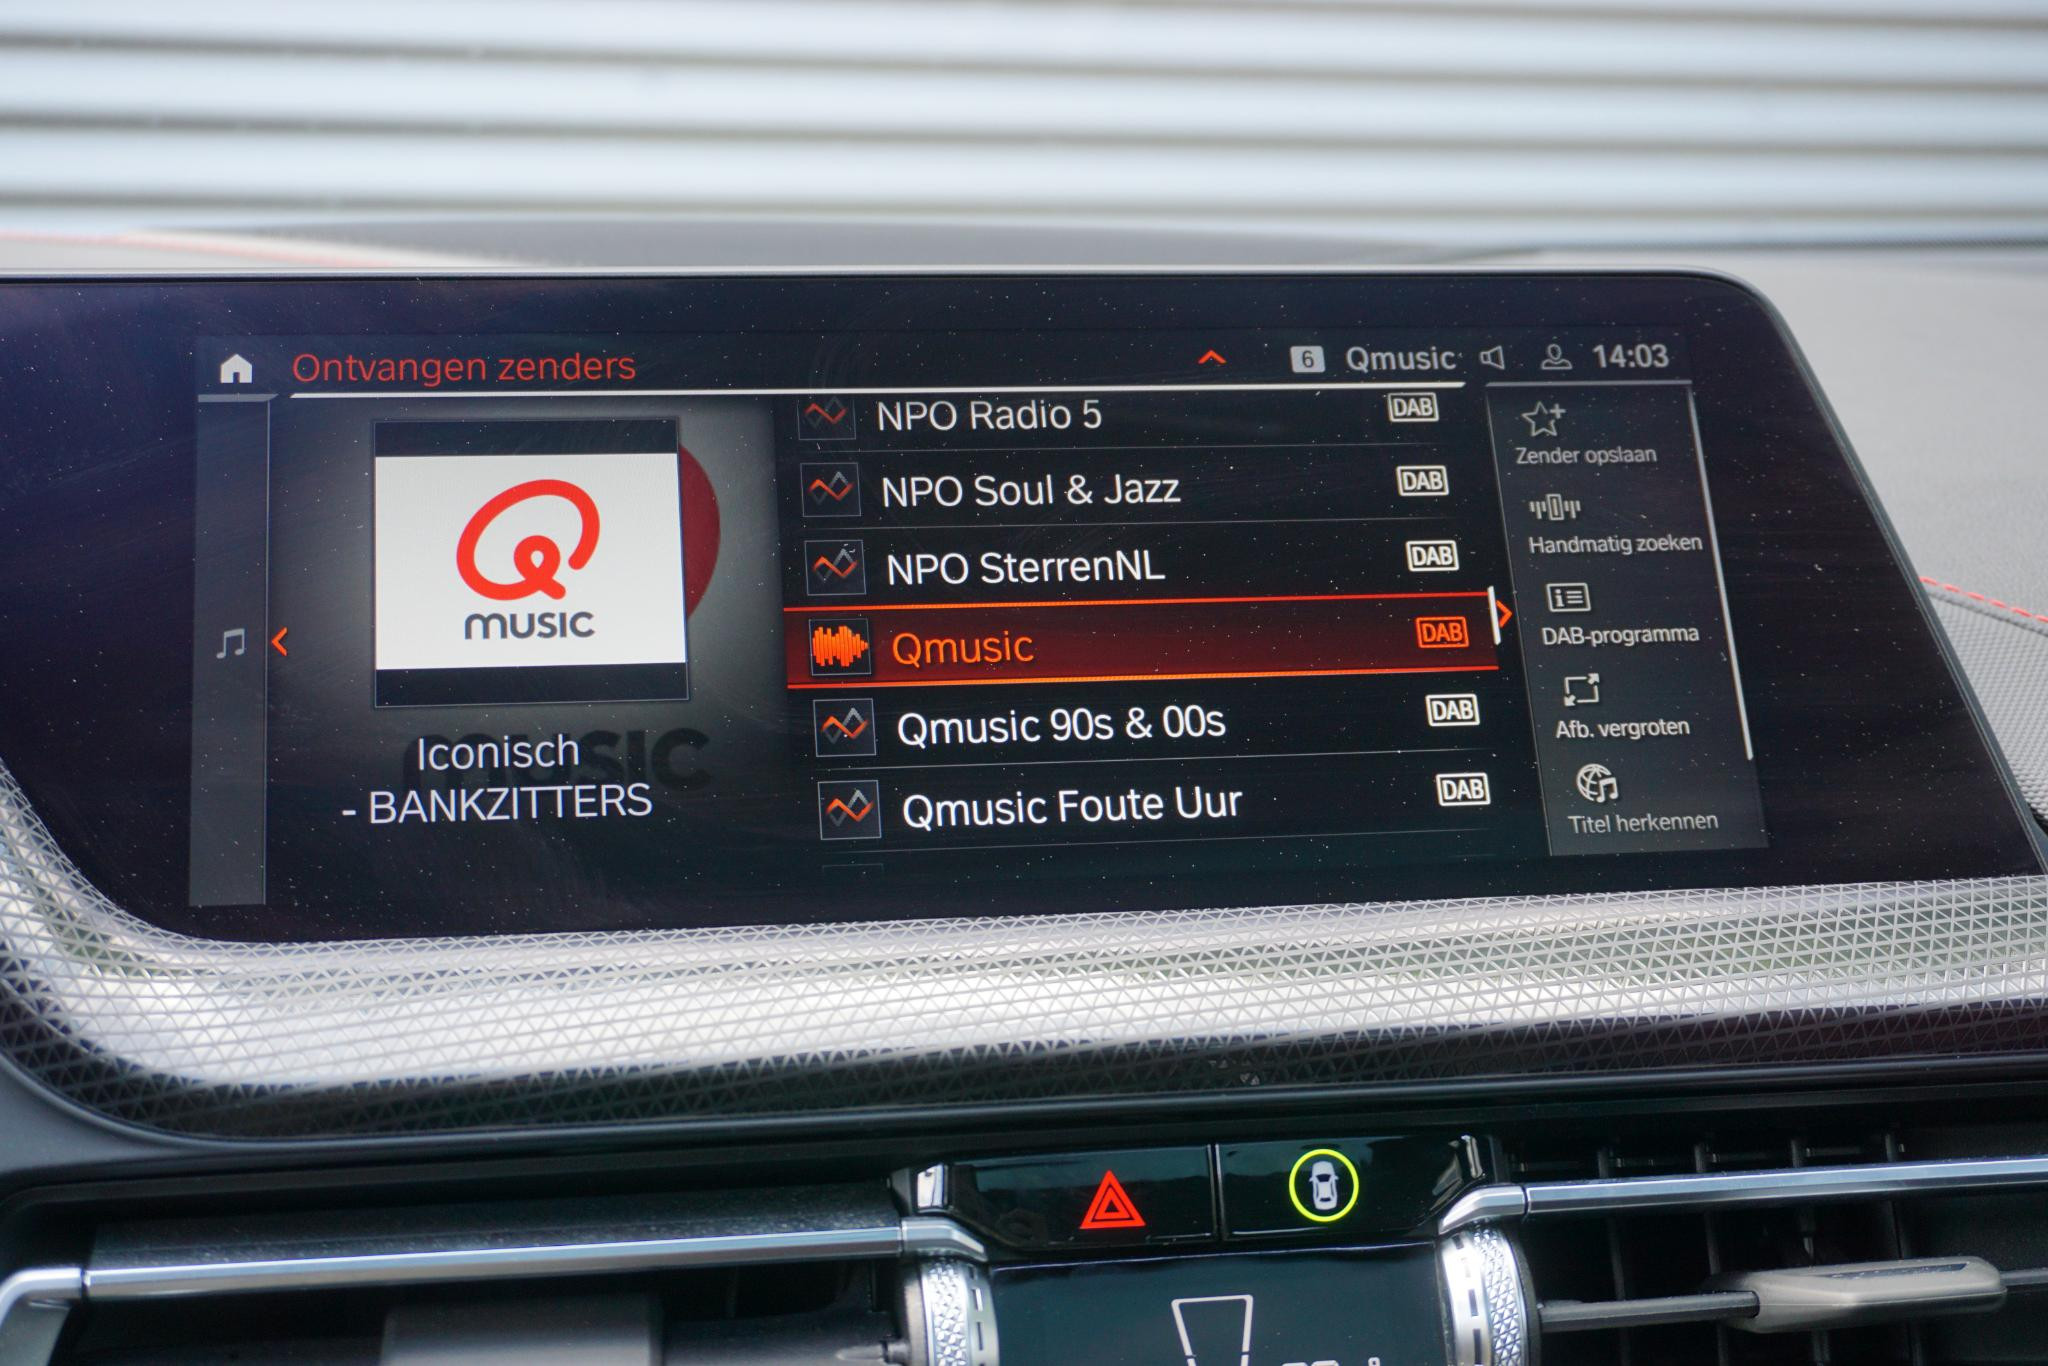 Ontvangen zenders
6 Qmusic 14:03
Q
music
Iconisch
- BANKZITTERS
NPO Radio 5 DAB
NPO Soul & Jazz DAB
NPO SterrenNL DAB
Qmusic DAB
Qmusic 90s & 00s DAB
Qmusic Foute Uur DAB
Zender opslaan
Handmatig zoeken
DAB-programma
Afb. vergroten
Titel herkennen